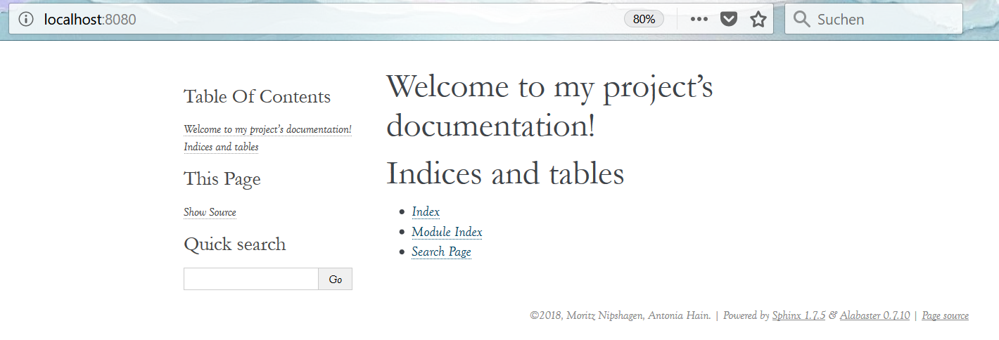 localhost:8080
80%
Suchen
Table Of Contents
Welcome to my project’s documentation!
Indices and tables
This Page
Show Source
Quick search
Go
Welcome to my project’s
documentation!
Indices and tables
Index
Module Index
Search Page
©2018, Moritz Nipshagen, Antonia Hain. | Powered by Sphinx 1.7.5 & Alabaster 0.7.10 | Page source